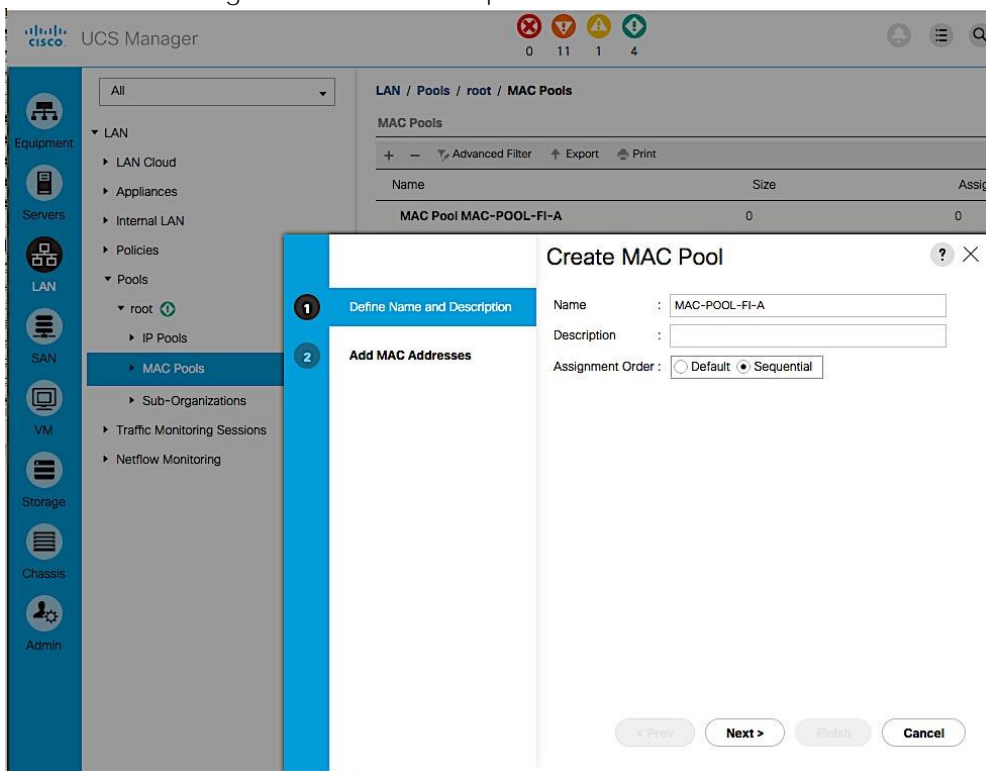 cisco UCS Manager
0 11 1 4
Equipment
Servers
LAN
SAN
VM
Storage
Chassis
Admin
All
LAN
LAN Cloud
Appliances
Internal LAN
Policies
Pools
root
IP Pools
MAC Pools
Sub-Organizations
Traffic Monitoring Sessions
Netflow Monitoring
LAN / Pools / root / MAC Pools
MAC Pools
+ − Advanced Filter Export Print
Name Size Assig
MAC Pool MAC-POOL-FI-A 0 0
1 Define Name and Description
2 Add MAC Addresses
Create MAC Pool ?
Name : MAC-POOL-FI-A
Description :
Assignment Order : Default Sequential
< Prev Next > Finish Cancel